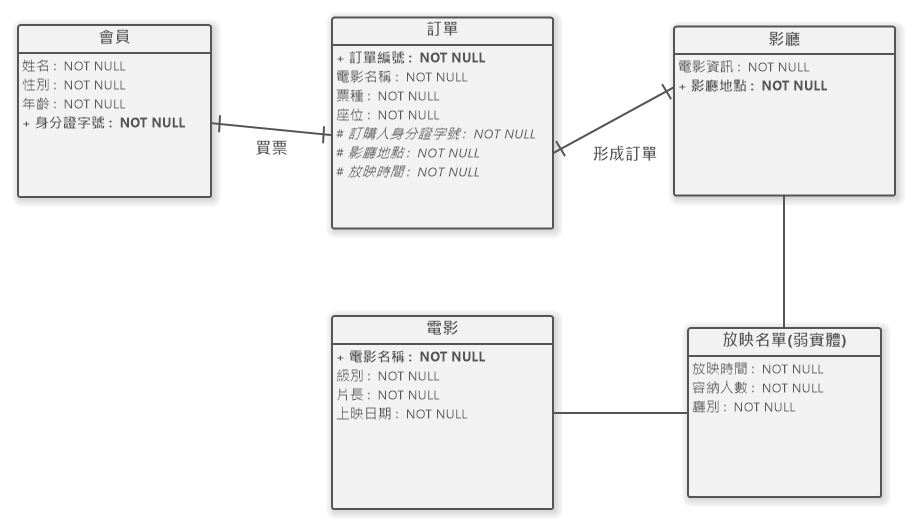 會員
姓名： NOT NULL
性別： NOT NULL
年齡： NOT NULL
+ 身分證字號： NOT NULL
買票
訂單
+ 訂單編號： NOT NULL
電影名稱： NOT NULL
票種： NOT NULL
座位： NOT NULL
# 訂購人身分證字號： NOT NULL
# 影廳地點： NOT NULL
# 放映時間： NOT NULL
形成訂單
影廳
電影資訊： NOT NULL
+ 影廳地點： NOT NULL
電影
+ 電影名稱： NOT NULL
級別： NOT NULL
片長： NOT NULL
上映日期： NOT NULL
放映名單(弱實體)
放映時間： NOT NULL
容納人數： NOT NULL
廳別： NOT NULL